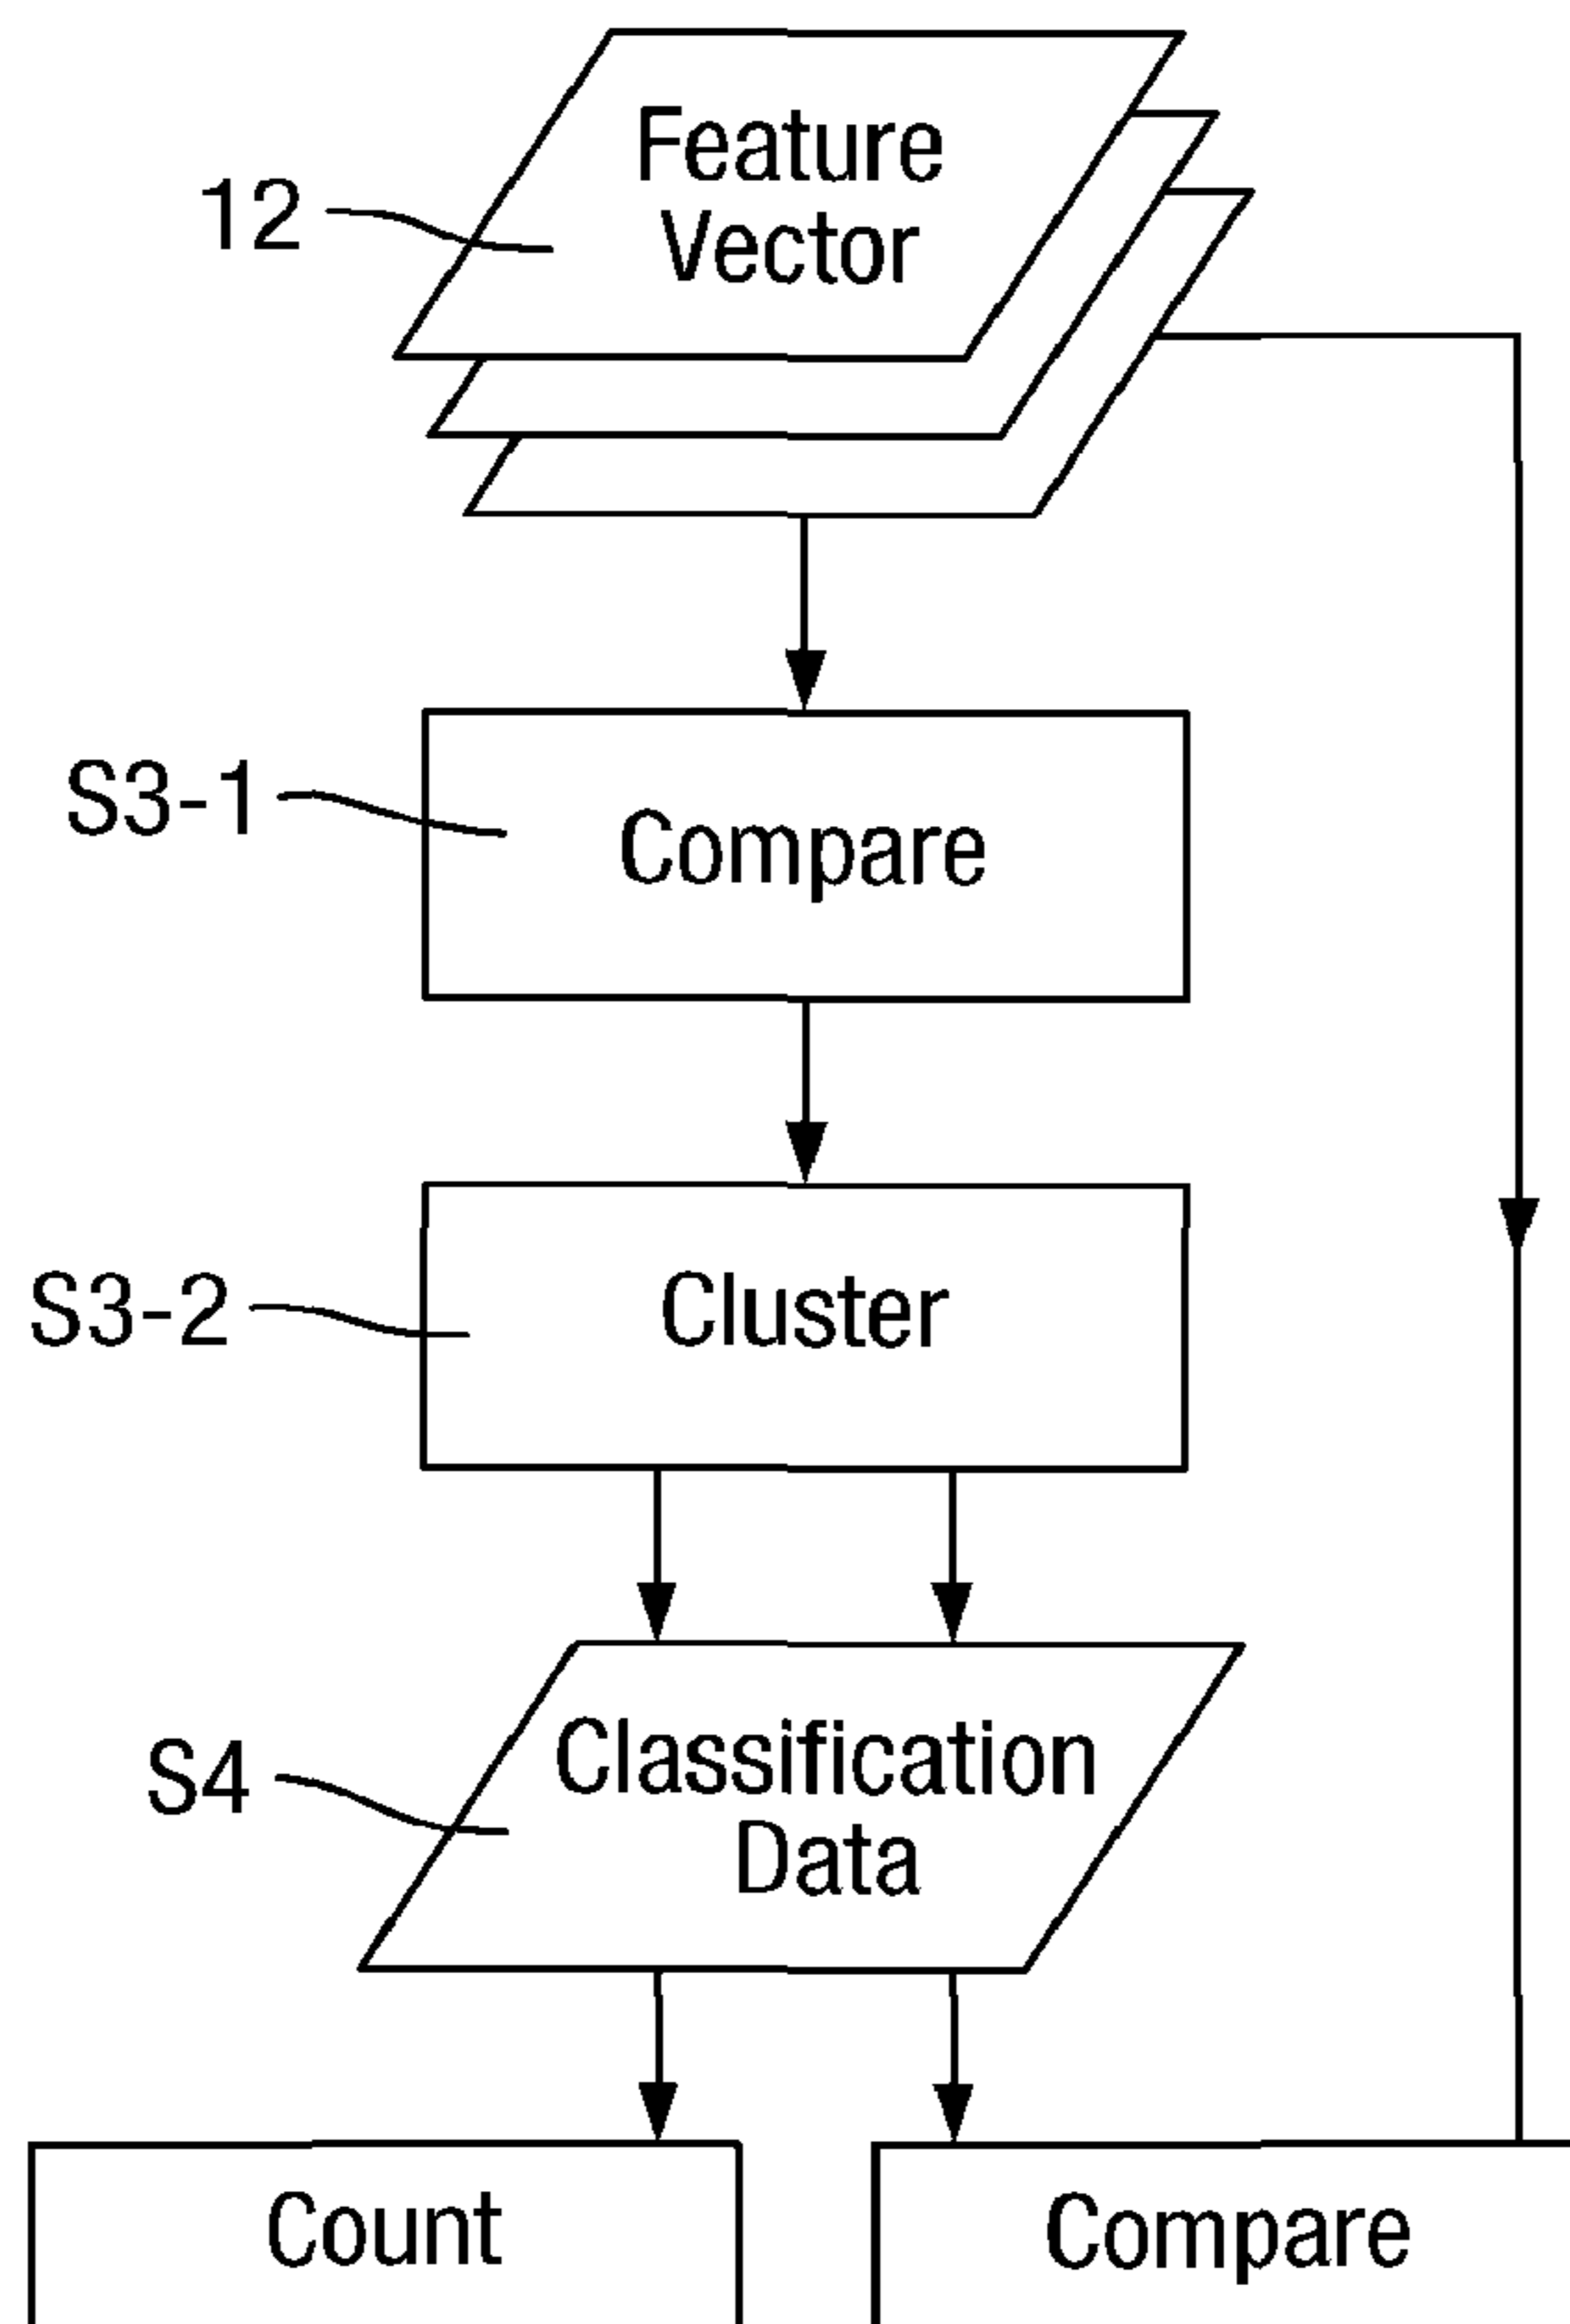 Feature
Vector
12
S3-1
Compare
S3-2
Cluster
S4
Classification
Data
Count
Compare